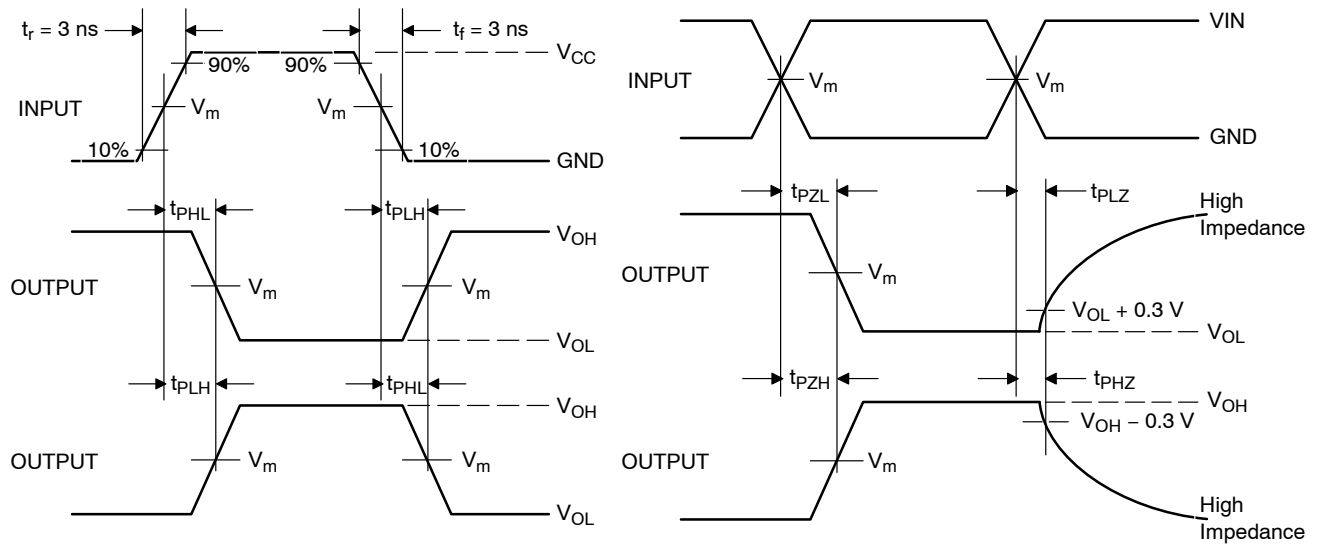 tr = 3 ns
tf = 3 ns
VCC
90%
90%
INPUT
Vm
Vm
10%
10%
GND
tPHL
tPLH
VOH
OUTPUT
Vm
Vm
VOL
tPLH
tPHL
VOH
OUTPUT
Vm
Vm
VOL
VIN
INPUT
Vm
Vm
GND
tPZL
tPLZ
High
Impedance
OUTPUT
Vm
VOL + 0.3 V
VOL
tPZH
tPHZ
VOH
VOH − 0.3 V
OUTPUT
Vm
High
Impedance